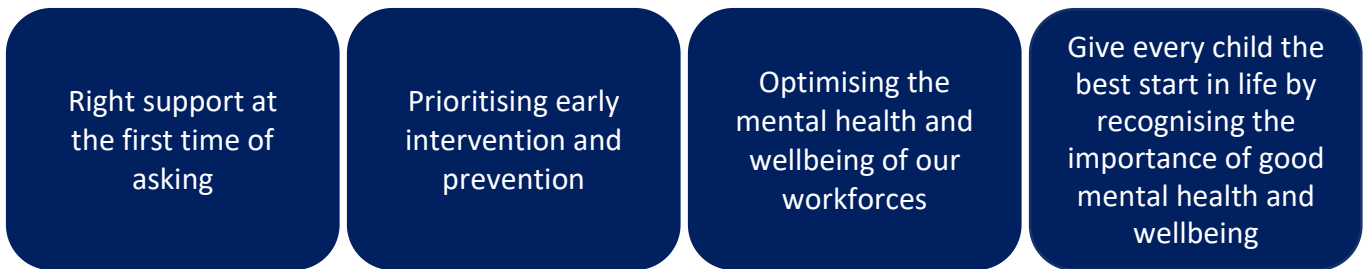 Right support at
the first time of
asking
Prioritising early
intervention and
prevention
Optimising the
mental health and
wellbeing of our
workforces
Give every child the
best start in life by
recognising the
importance of good
mental health and
wellbeing